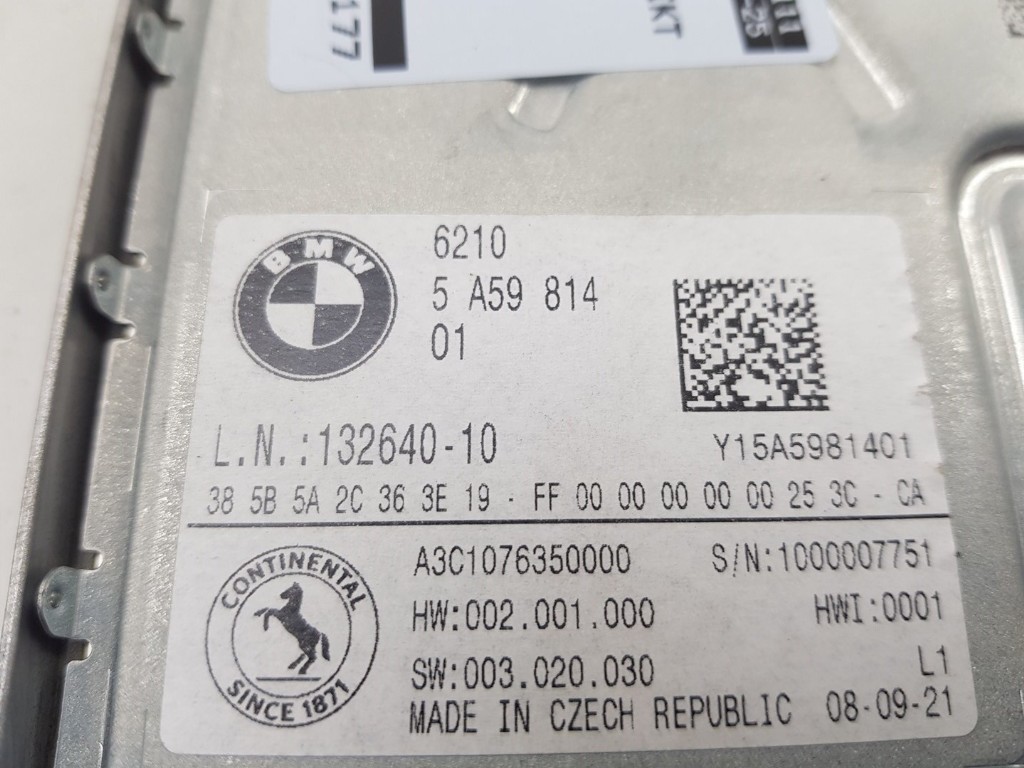 177
CKT
-25
BMW
6210
5 A59 814
01
L.N.:132640-10
Y15A5981401
38 5B 5A 2C 36 3E 19 - FF 00 00 00 00 00 25 3C - CA
CONTINENTAL
SINCE 1871
A3C1076350000 S/N:1000007751
HW:002.001.000 HWI:0001
SW:003.020.030 L1
MADE IN CZECH REPUBLIC 08-09-21